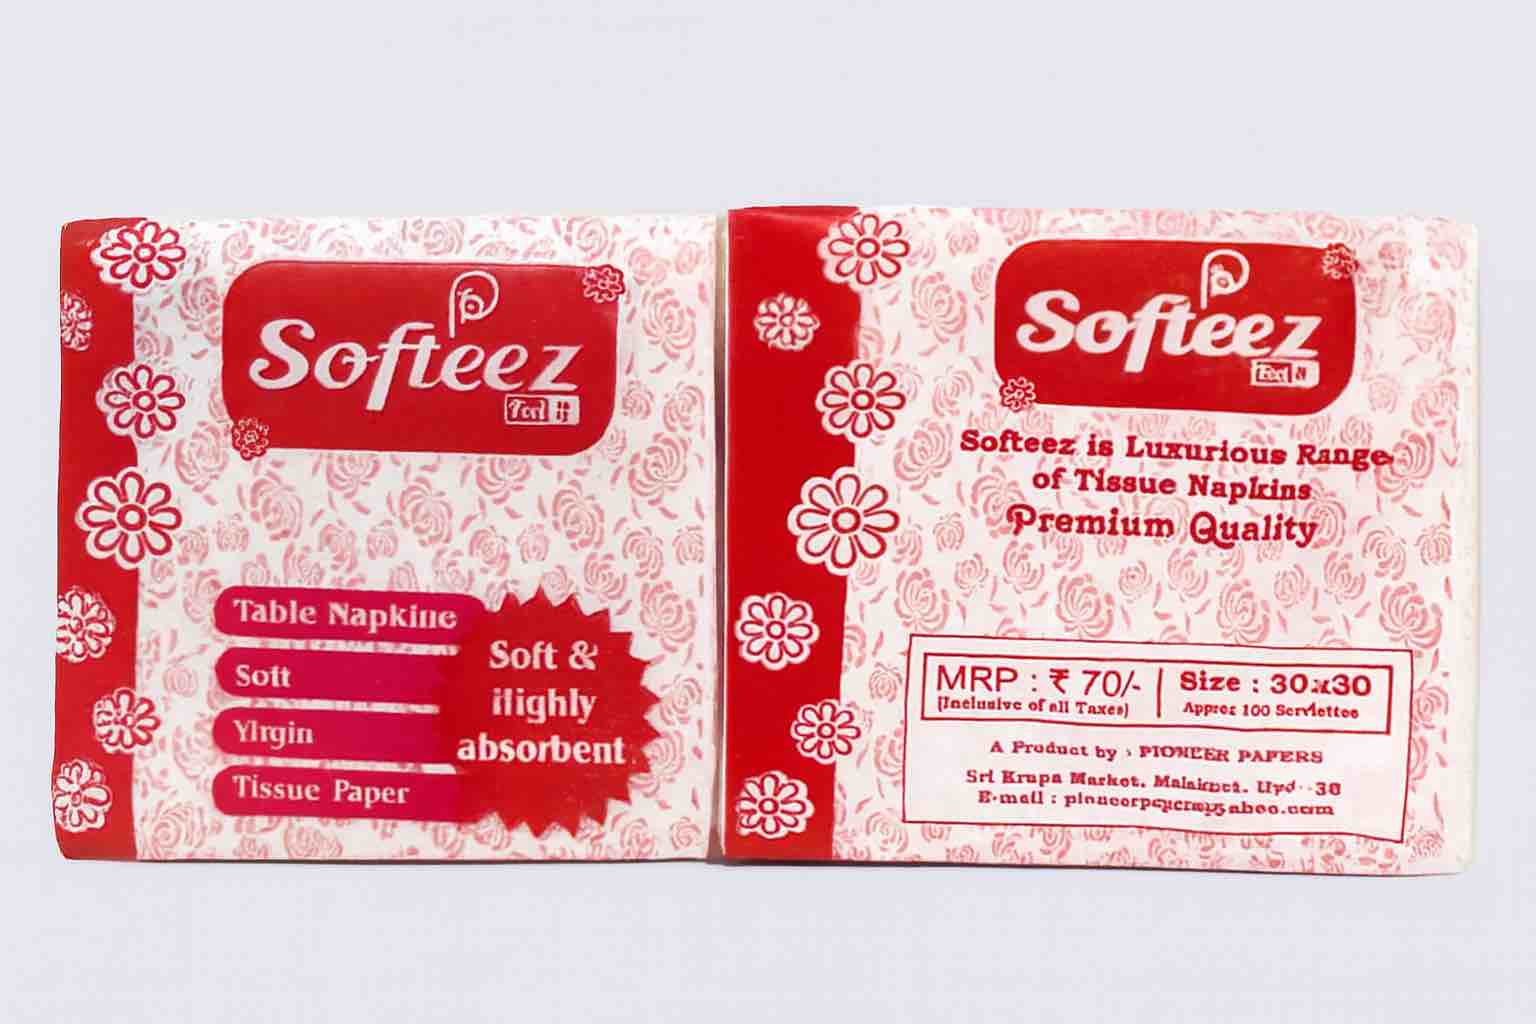 Softeez
Table Napkine
Sott
Ylrgin
Tissue Paper
Soft &
Highly
absorbent
Softeez
Softeez is Luxurious Range
of Tissue Napkins
Premium Quality
MRP : ₹ 70/-
(Inclusive of all Taxes)
Size : 30x30
Approx 100 Serviettes
A Product by : PIONEER PAPERS
Sri Krupa Market, 30
E-mail :